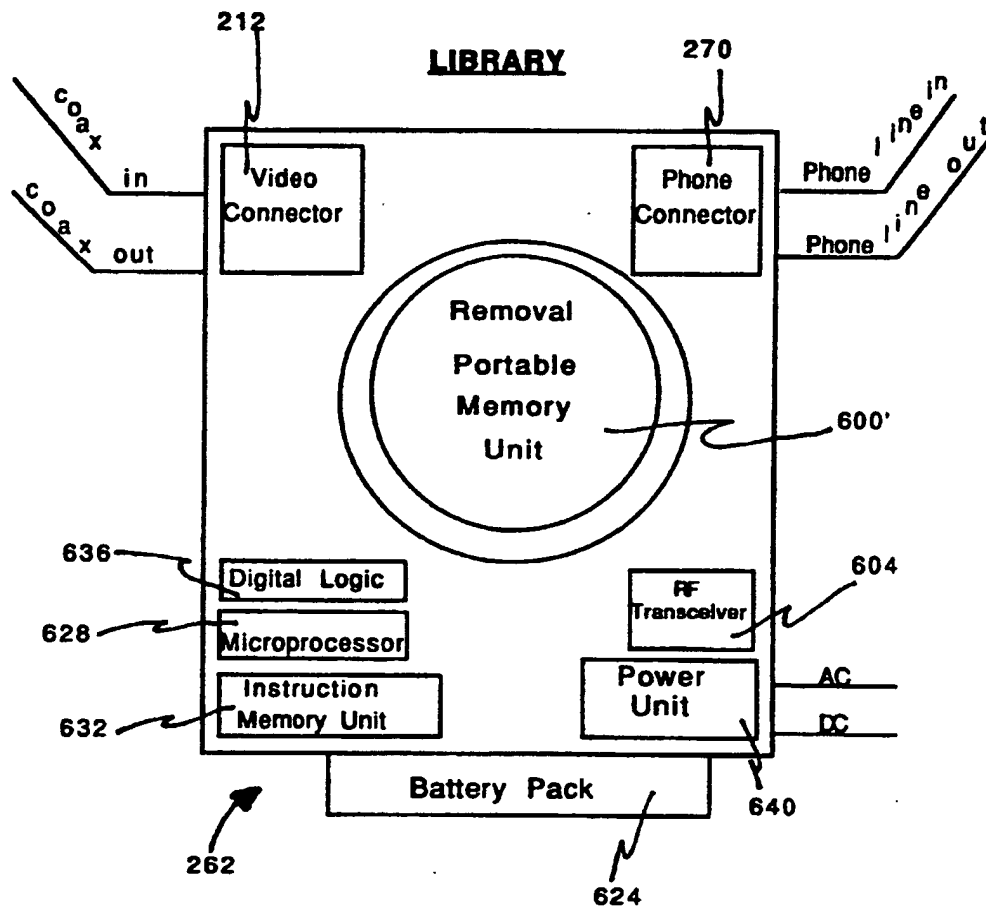 212
LIBRARY
270
coax in
coax out
Video
Connector
Phone
Connector
Phone line in
Phone line out
Removal
Portable
Memory
Unit
600'
636
Digital Logic
628
Microprocessor
632
Instruction
Memory Unit
RF
Transceiver
604
Power
Unit
AC
DC
640
Battery Pack
262
624